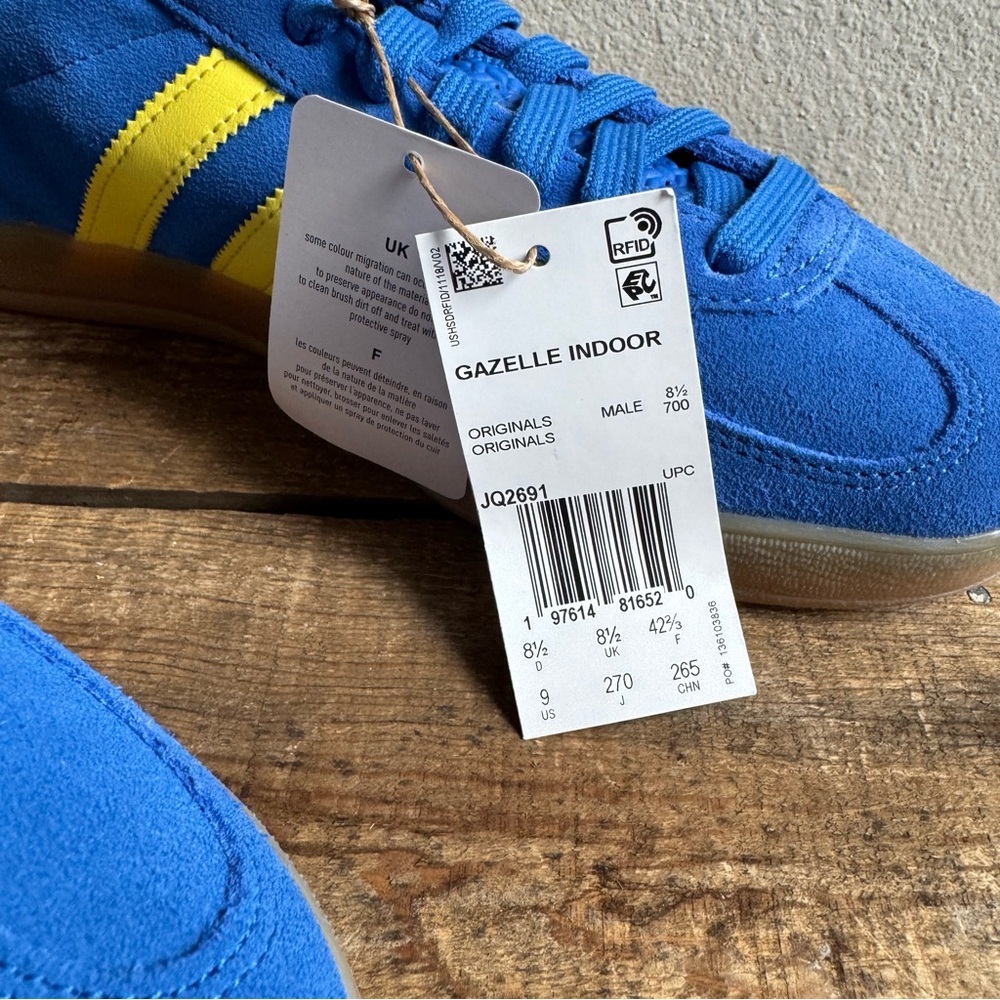 UK
some colour migration can
nature of the
to preserve appearance do
to clean brush dirt off and treat
protective spray
F
les couleurs peuvent déteindre, en raison
de la nature de la matière
pour préserver l'apparence, ne pas laver
pour nettoyer, brosser pour enlever les saletés
et appliquer un spray de protection du cuir
USHSDRFID/1118/V02
RFID
EPC™
GAZELLE INDOOR
ORIGINALS MALE 8½
ORIGINALS 700
UPC
JQ2691
1 97614 81652 0
8½ 8½ 42⅔
D UK F
9 270 265
US J CHN
PO# 136103836